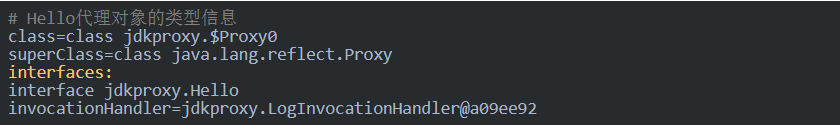 # Hello代理对象的类型信息
class=class jdkproxy.$Proxy0
superClass=class java.lang.reflect.Proxy
interfaces:
interface jdkproxy.Hello
invocationHandler=jdkproxy.LogInvocationHandler@a09ee92